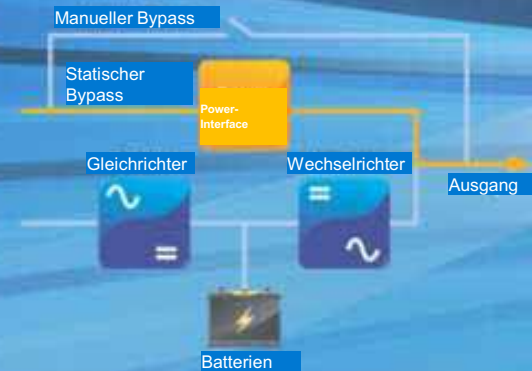 Manueller Bypass
Statischer
Bypass
Power-
Interface
Gleichrichter
Wechselrichter
Ausgang
Batterien